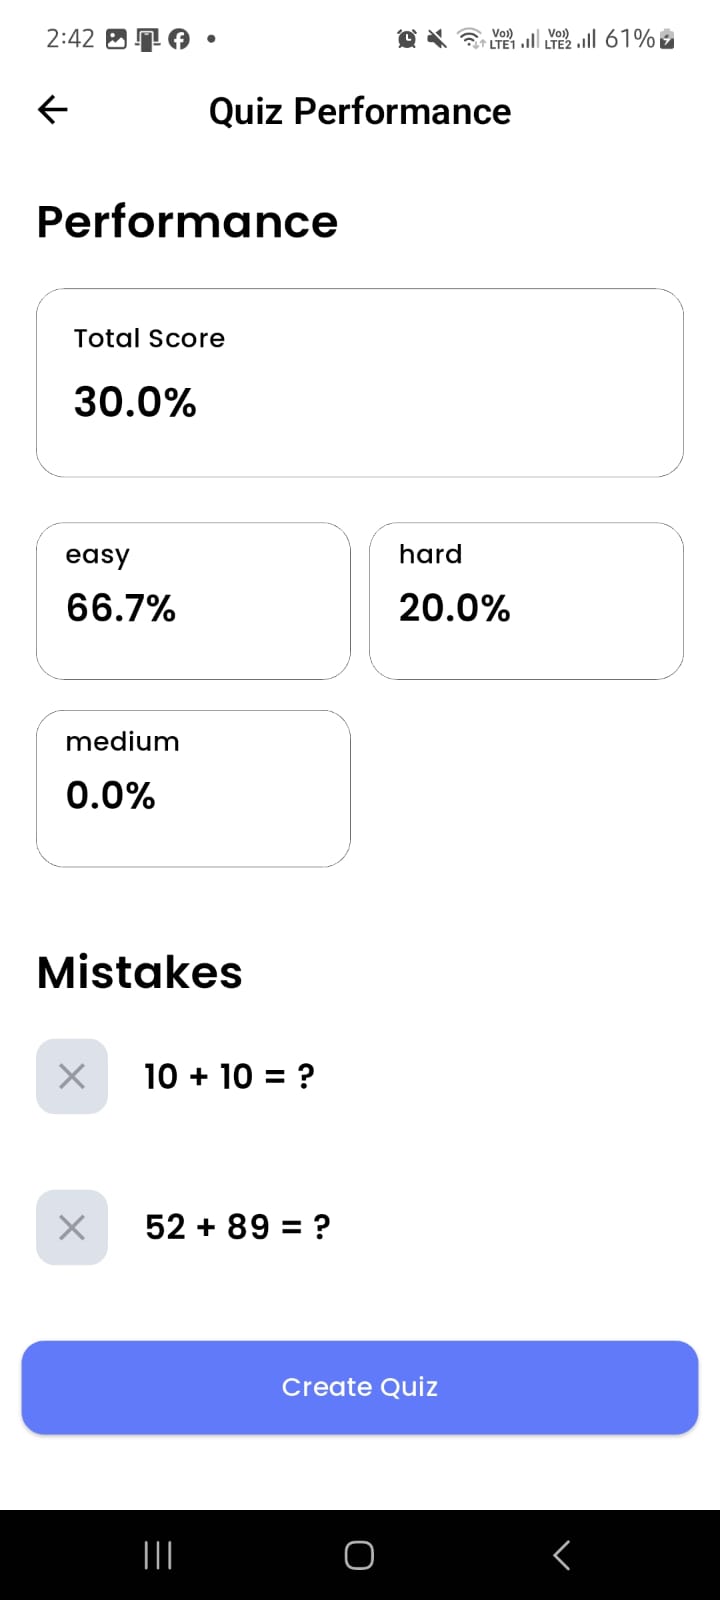 2:42 Vo)) LTE1 Vo)) LTE2 61%
Quiz Performance
Performance
Total Score
30.0%
easy hard
66.7% 20.0%
medium
0.0%
Mistakes
10 + 10 = ?
52 + 89 = ?
Create Quiz